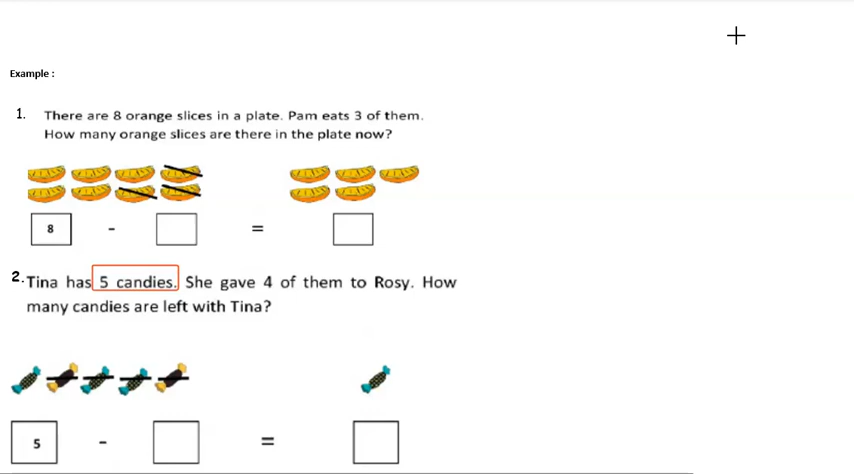 Example :
1. There are 8 orange slices in a plate. Pam eats 3 of them.
How many orange slices are there in the plate now?
8 - =
2. Tina has 5 candies. She gave 4 of them to Rosy. How
many candies are left with Tina?
5 - =